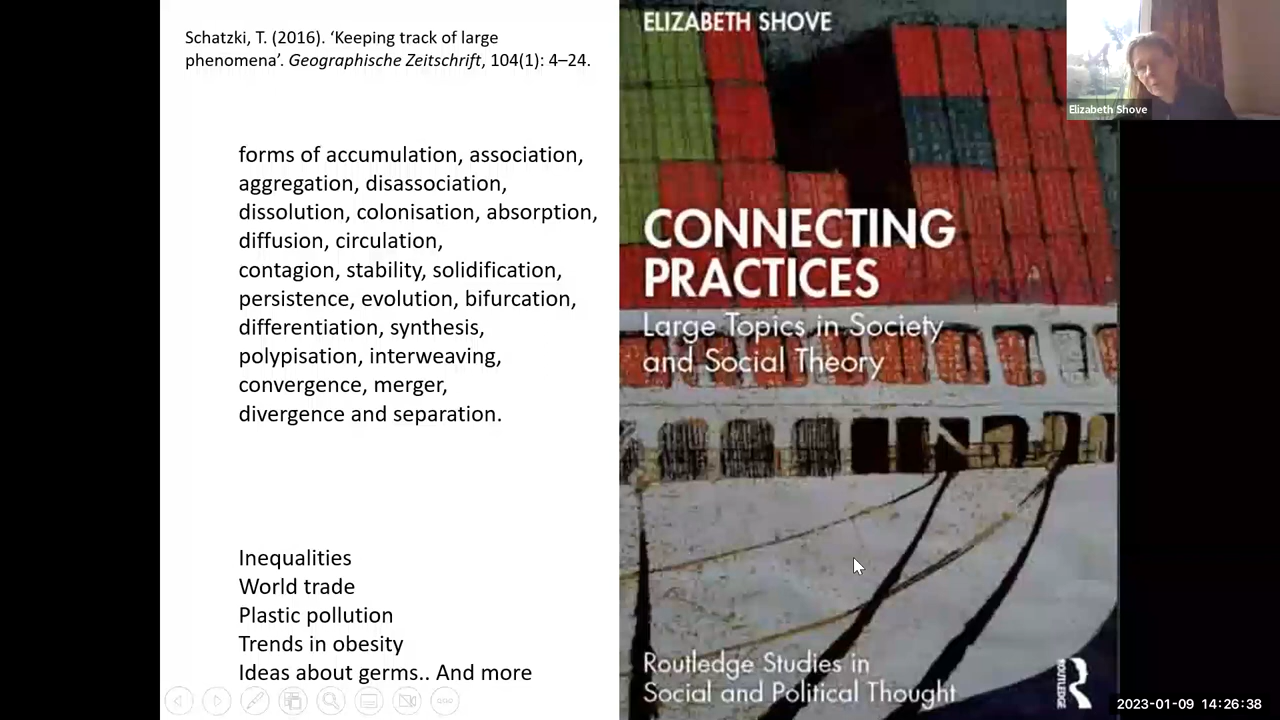 Schatzki, T. (2016). ‘Keeping track of large
phenomena’. Geographische Zeitschrift, 104(1): 4–24.
forms of accumulation, association,
aggregation, disassociation,
dissolution, colonisation, absorption,
diffusion, circulation,
contagion, stability, solidification,
persistence, evolution, bifurcation,
differentiation, synthesis,
polypisation, interweaving,
convergence, merger,
divergence and separation.
Inequalities
World trade
Plastic pollution
Trends in obesity
Ideas about germs.. And more
ELIZABETH SHOVE
CONNECTING
PRACTICES
Large Topics in Society
and Social Theory
Routledge Studies in
Social and Political Thought
ROUTLEDGE
Elizabeth Shove
2023-01-09 14:26:38